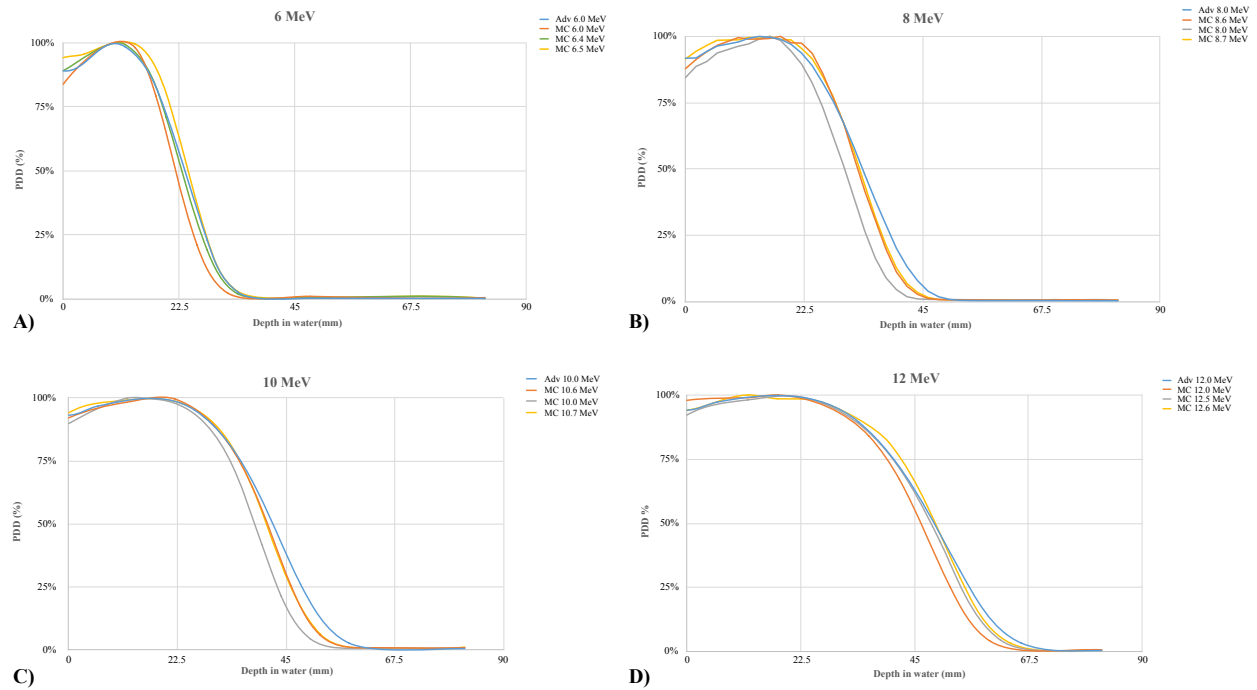 6 MeV
Adv 6.0 MeV
MC 6.0 MeV
MC 6.4 MeV
MC 6.5 MeV
100%
75%
50%
25%
0%
PDD (%)
0 22.5 45 67.5 90
Depth in water(mm)
A)
8 MeV
Adv 8.0 MeV
MC 8.6 MeV
MC 8.0 MeV
MC 8.7 MeV
100%
75%
50%
25%
0%
PDD (%)
0 22.5 45 67.5 90
Depth in water (mm)
B)
10 MeV
Adv 10.0 MeV
MC 10.6 MeV
MC 10.0 MeV
MC 10.7 MeV
100%
75%
50%
25%
0%
PDD (%)
0 22.5 45 67.5 90
Depth in water (mm)
C)
12 MeV
Adv 12.0 MeV
MC 12.0 MeV
MC 12.5 MeV
MC 12.6 MeV
100%
75%
50%
25%
0%
PDD %
0 22.5 45 67.5 90
Depth in water (mm)
D)